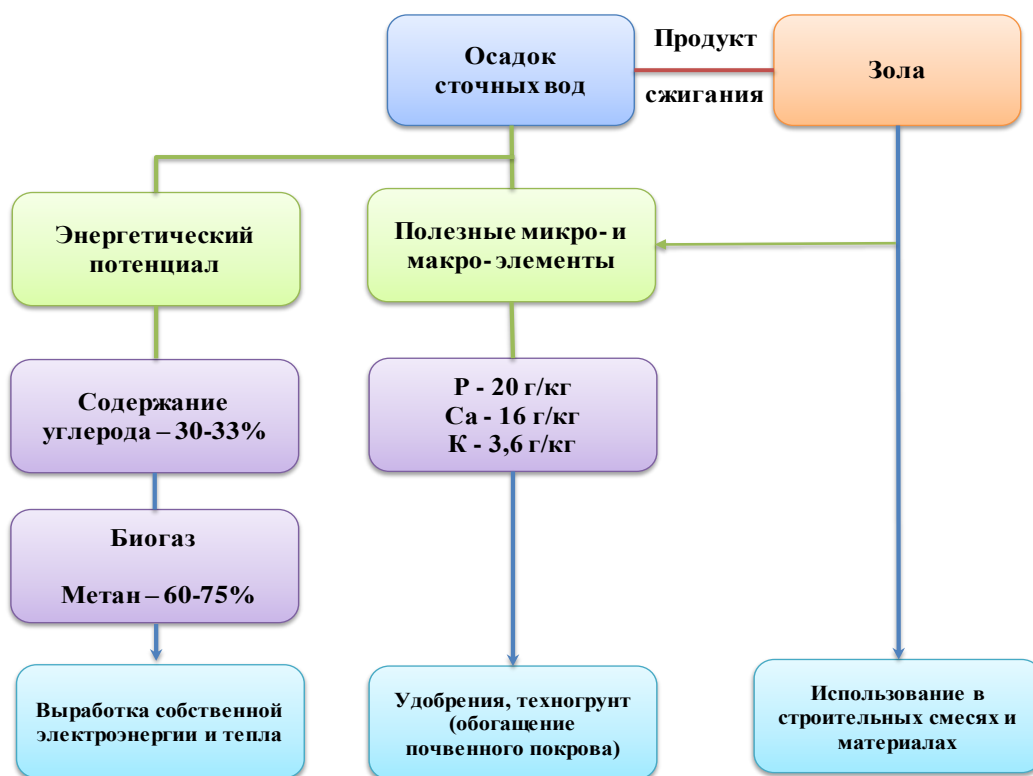 Осадок
сточных вод
Продукт
сжигания
Зола
Энергетический
потенциал
Полезные микро- и
макро- элементы
Содержание
углерода – 30-33%
P - 20 г/кг
Ca - 16 г/кг
К - 3,6 г/кг
Биогаз
Метан – 60-75%
Выработка собственной
электроэнергии и тепла
Удобрения, техногрунт
(обогащение
почвенного покрова)
Использование в
строительных смесях и
материалах